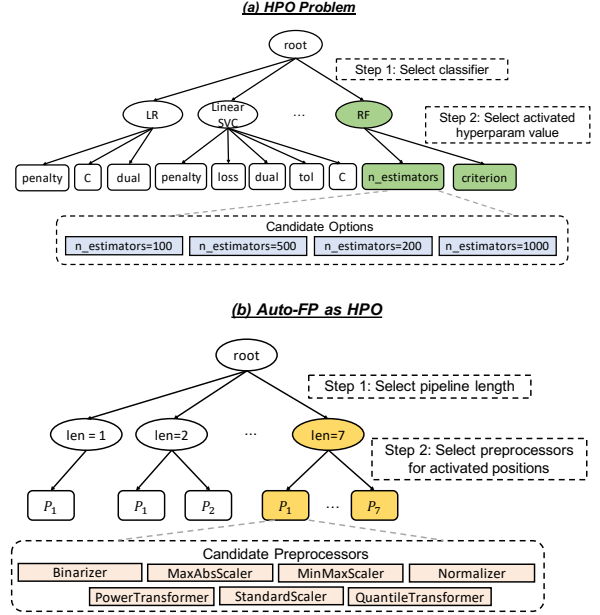 (a) HPO Problem
root
Step 1: Select classifier
LR
Linear
SVC
...
RF
Step 2: Select activated
hyperparam value
penalty
C
dual
penalty
loss
dual
tol
C
n_estimators
criterion
Candidate Options
n_estimators=100
n_estimators=500
n_estimators=200
n_estimators=1000
(b) Auto-FP as HPO
root
Step 1: Select pipeline length
len = 1
len=2
...
len=7
Step 2: Select preprocessors
for activated positions
P1
P1
P2
P1
...
P7
Candidate Preprocessors
Binarizer
MaxAbsScaler
MinMaxScaler
Normalizer
PowerTransformer
StandardScaler
QuantileTransformer